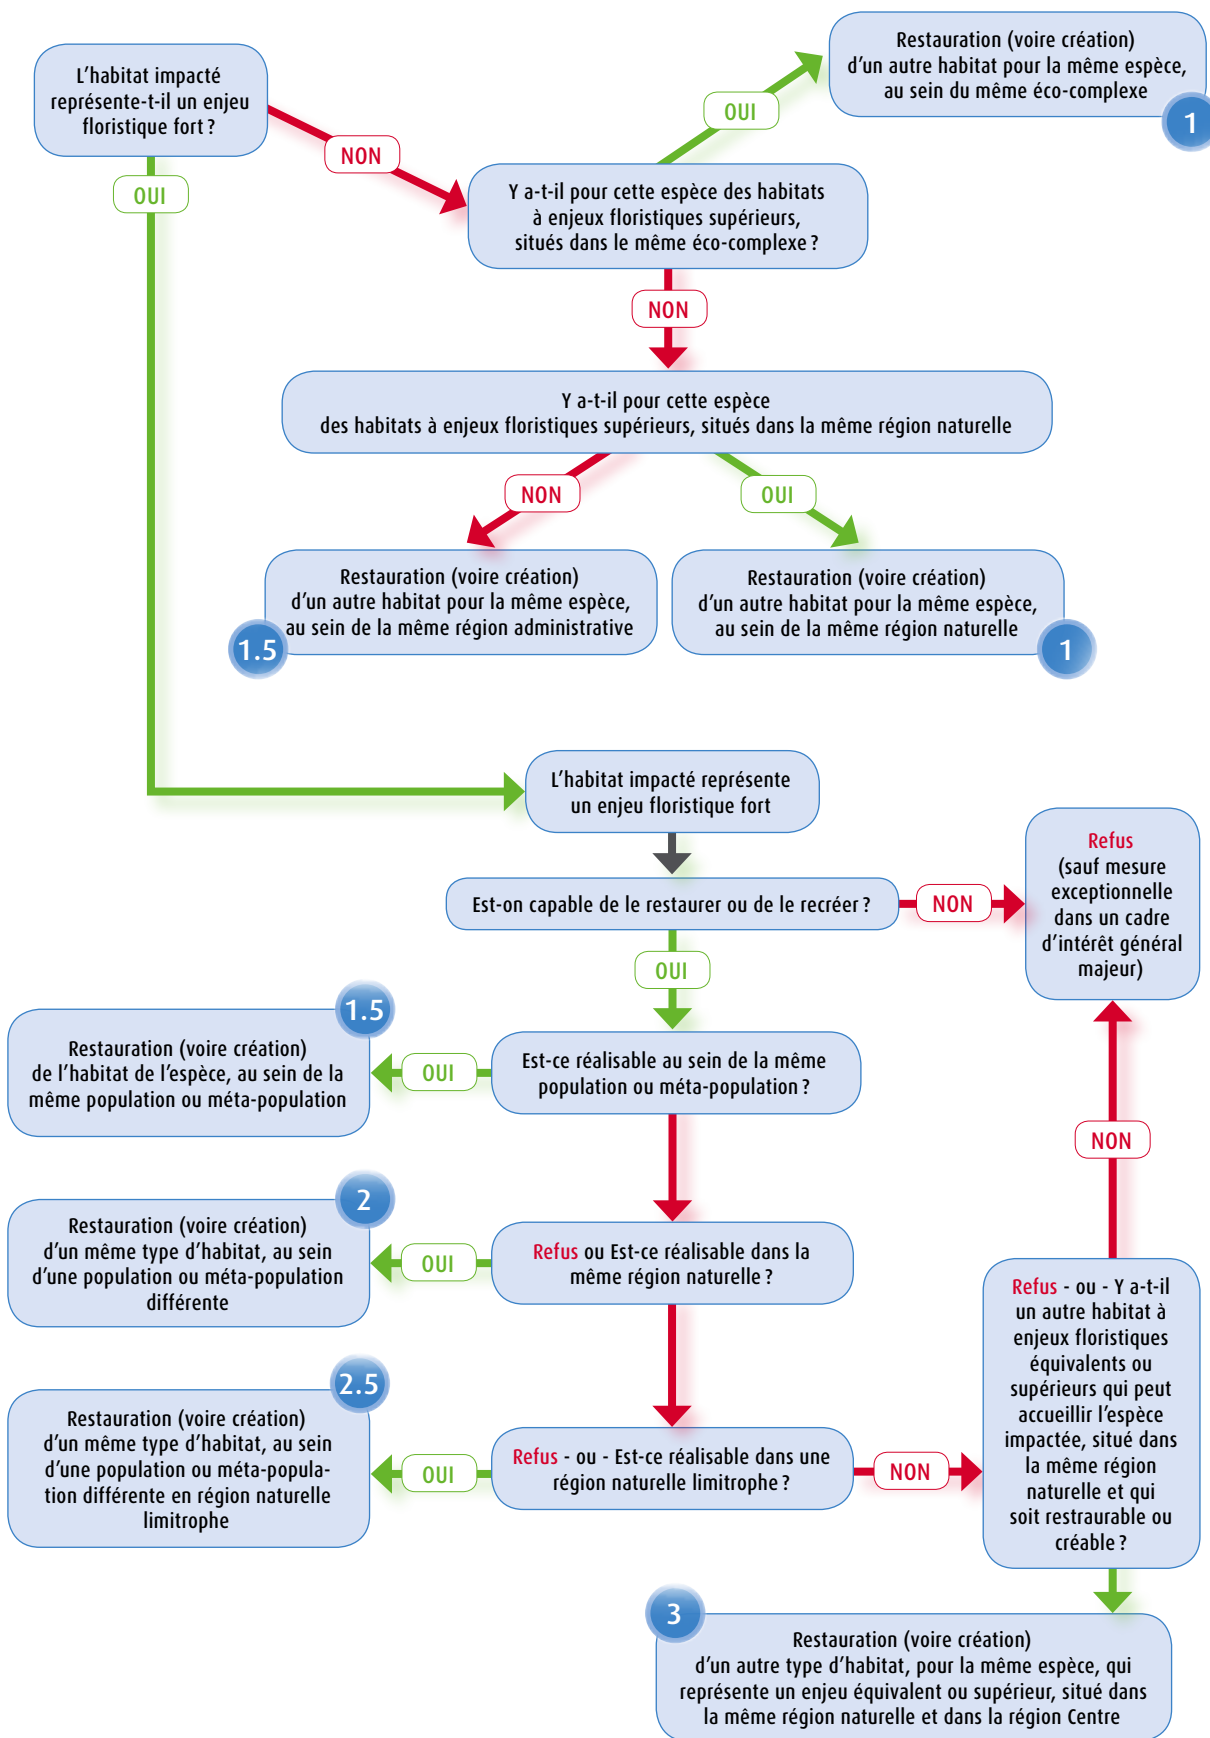 L'habitat impacté
représente-t-il un enjeu
floristique fort ?
OUI
NON
Restauration (voire création)
d'un autre habitat pour la même espèce,
au sein du même éco-complexe
1
OUI
Y a-t-il pour cette espèce des habitats
à enjeux floristiques supérieurs,
situés dans le même éco-complexe ?
NON
Y a-t-il pour cette espèce
des habitats à enjeux floristiques supérieurs, situés dans la même région naturelle
NON
OUI
Restauration (voire création)
d'un autre habitat pour la même espèce,
au sein de la même région administrative
1.5
Restauration (voire création)
d'un autre habitat pour la même espèce,
au sein de la même région naturelle
1
L'habitat impacté représente
un enjeu floristique fort
Est-on capable de le restaurer ou de le recréer ?
NON
Refus
(sauf mesure
exceptionnelle
dans un cadre
d'intérêt général
majeur)
OUI
Est-ce réalisable au sein de la même
population ou méta-population ?
OUI
1.5
Restauration (voire création)
de l'habitat de l'espèce, au sein de la
même population ou méta-population
NON
Refus ou Est-ce réalisable dans la
même région naturelle ?
OUI
2
Restauration (voire création)
d'un même type d'habitat, au sein
d'une population ou méta-population
différente
Refus - ou - Est-ce réalisable dans une
région naturelle limitrophe ?
OUI
2.5
Restauration (voire création)
d'un même type d'habitat, au sein
d'une population ou méta-popula-
tion différente en région naturelle
limitrophe
NON
Refus - ou - Y a-t-il
un autre habitat à
enjeux floristiques
équivalents ou
supérieurs qui peut
accueillir l'espèce
impactée, situé dans
la même région
naturelle et qui
soit restraurable ou
créable ?
3
Restauration (voire création)
d'un autre type d'habitat, pour la même espèce, qui
représente un enjeu équivalent ou supérieur, situé dans
la même région naturelle et dans la région Centre